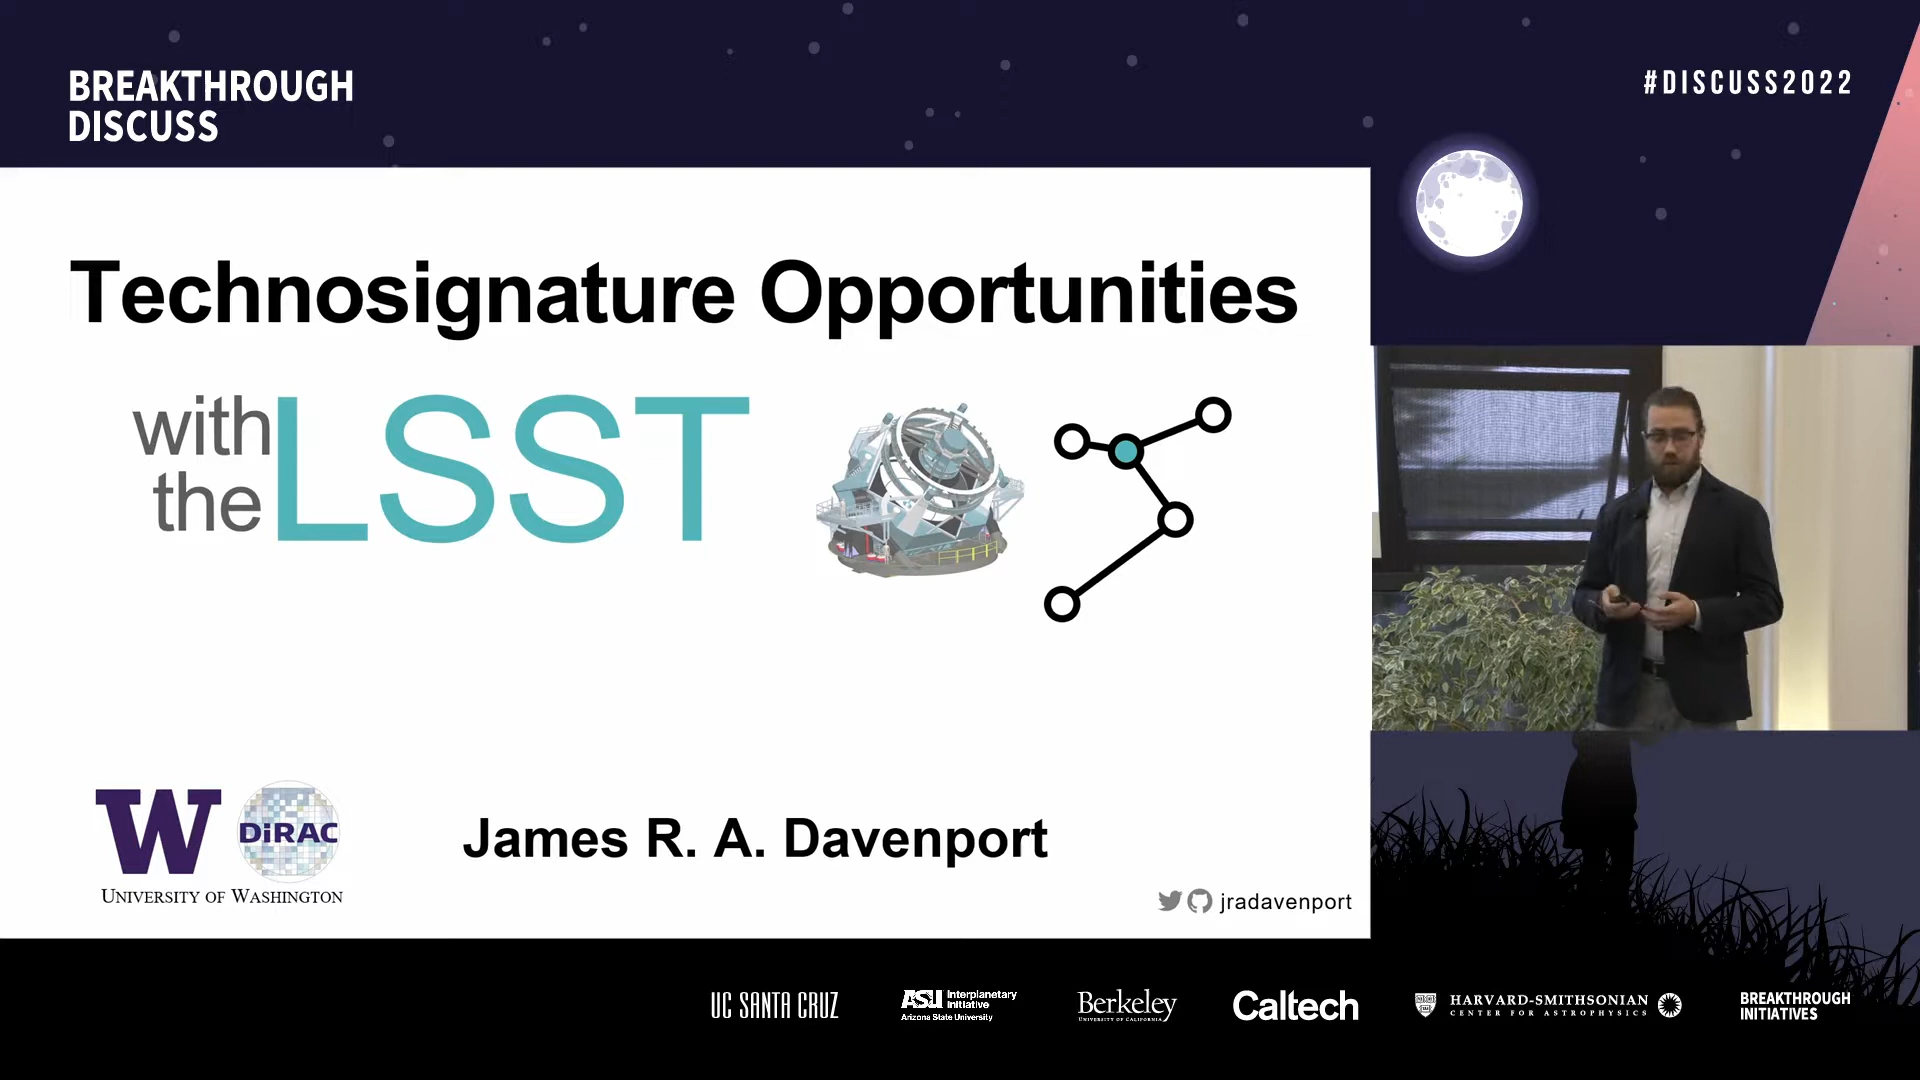 BREAKTHROUGH
DISCUSS
#DISCUSS2022
Technosignature Opportunities
with
the
LSST
W
DiRAC
UNIVERSITY OF WASHINGTON
James R. A. Davenport
jradavenport
UC SANTA CRUZ
ASU Interplanetary
Initiative
Arizona State University
Berkeley
UNIVERSITY OF CALIFORNIA
Caltech
HARVARD-SMITHSONIAN
CENTER FOR ASTROPHYSICS
BREAKTHROUGH
INITIATIVES